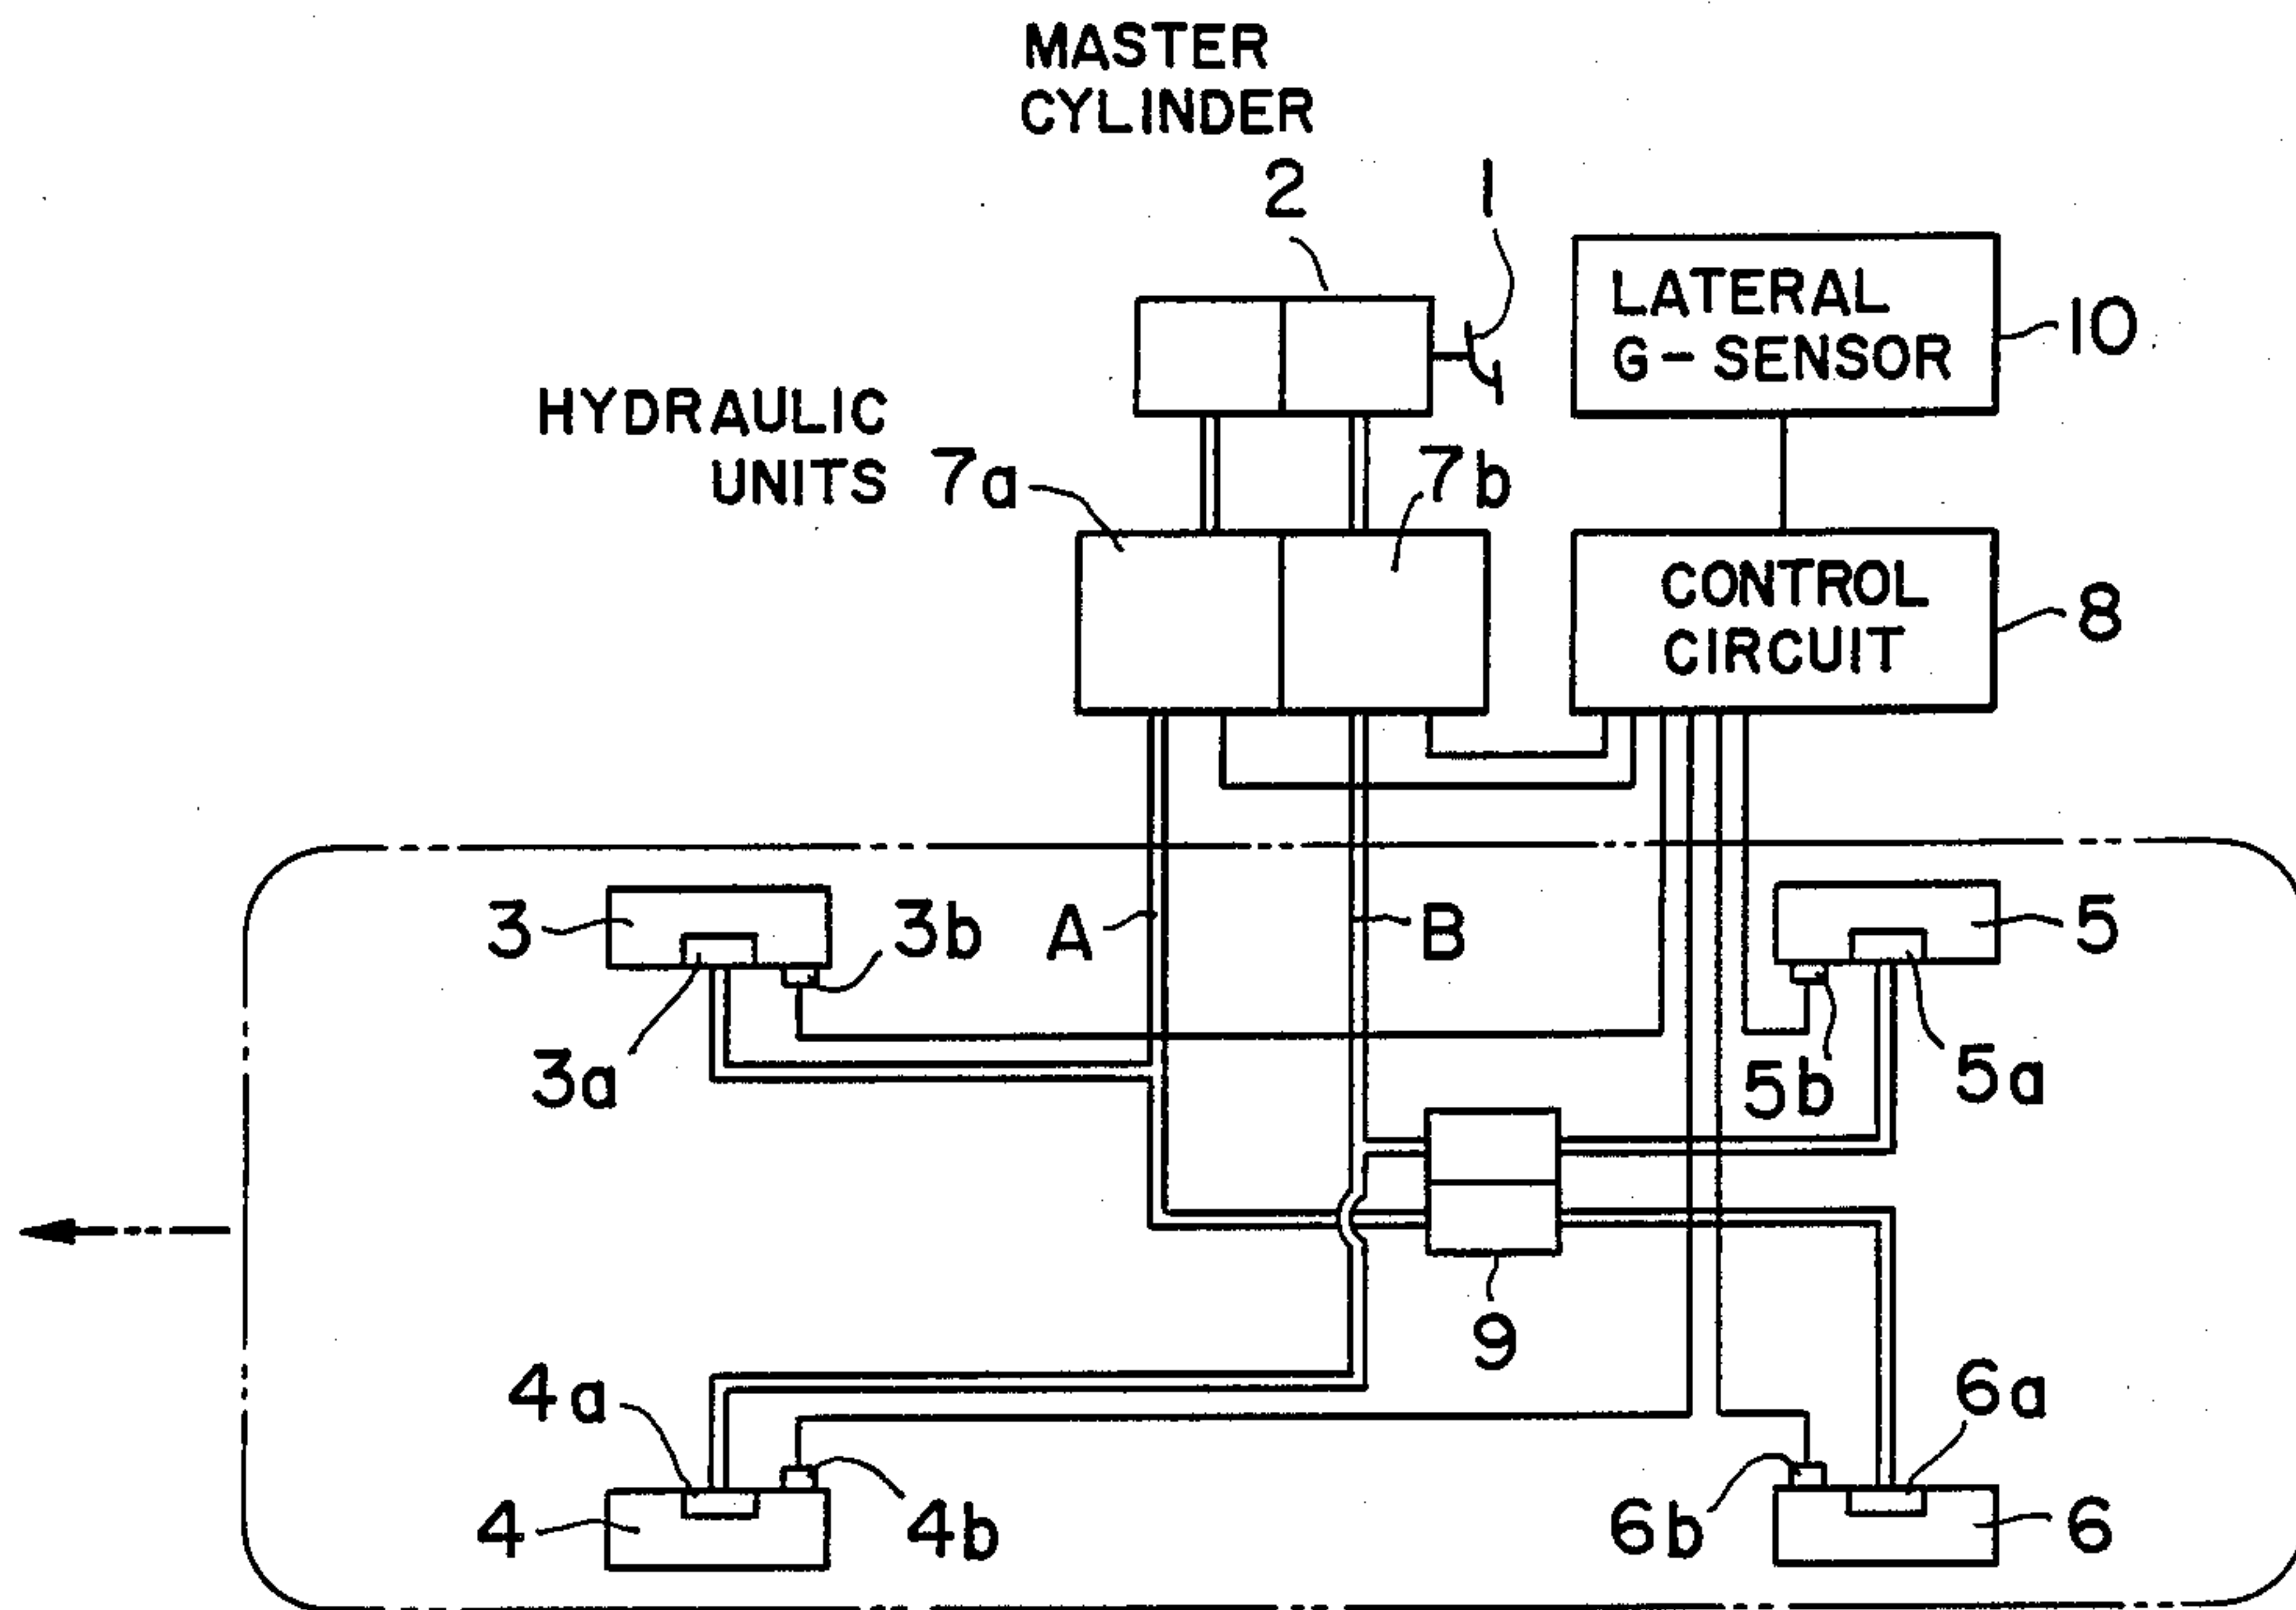 MASTER
CYLINDER
2
1
LATERAL
G-SENSOR
10
HYDRAULIC
UNITS
7a
7b
CONTROL
CIRCUIT
8
3
3b
A
B
5
3a
5b
5a
9
4a
6a
4
4b
6b
6